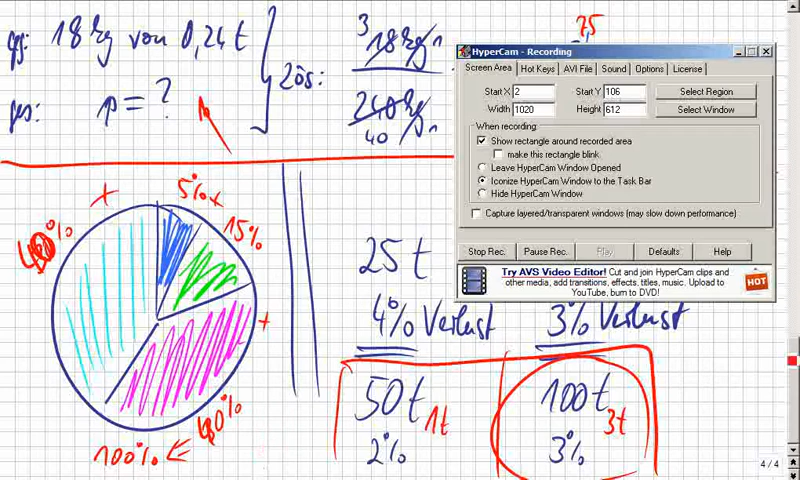 geg: 18 kg von 0,24 t
ges: p = ?
Lös:
3
18 kg
240 kg
40
7,5
HyperCam - Recording
Screen Area Hot Keys AVI File Sound Options License
Start X 2 Start Y 106 Select Region
Width 1020 Height 612 Select Window
When recording:
Show rectangle around recorded area
make this rectangle blink
Leave HyperCam Window Opened
Iconize HyperCam Window to the Task Bar
Hide HyperCam Window
Capture layered/transparent windows (may slow down performance)
Stop Rec. Pause Rec. Play Defaults Help
Try AVS Video Editor! Cut and join HyperCam clips and
other media, add transitions, effects, titles, music. Upload to
YouTube, burn to DVD!
HOT
+ 5% + 15%
40%
+
40%
100% ←
25 t
4% Verlust 3% Verlust
50 t 1t 100 t 3t
2% 3%
4/4